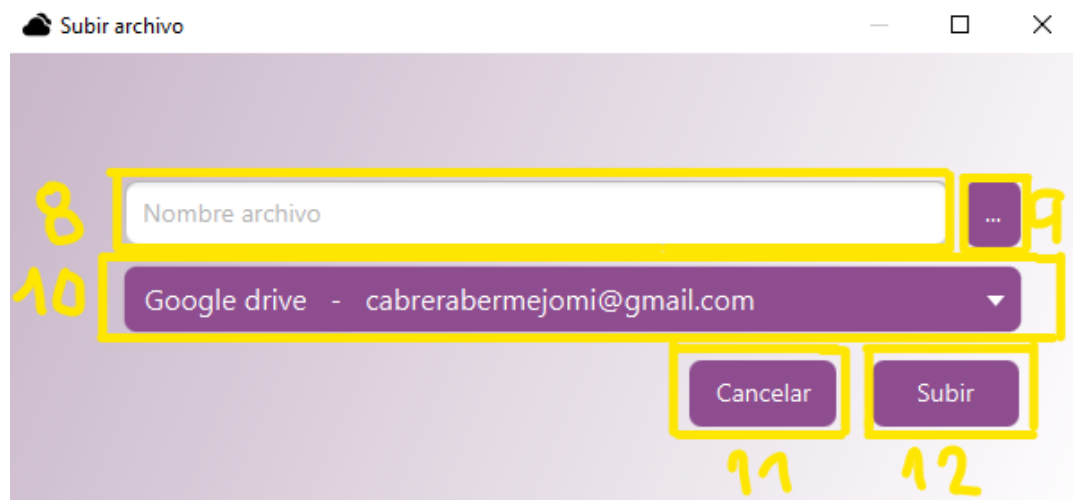 Subir archivo
8 Nombre archivo ... 9
10 Google drive - cabrerabermejomi@gmail.com
Cancelar Subir
11 12